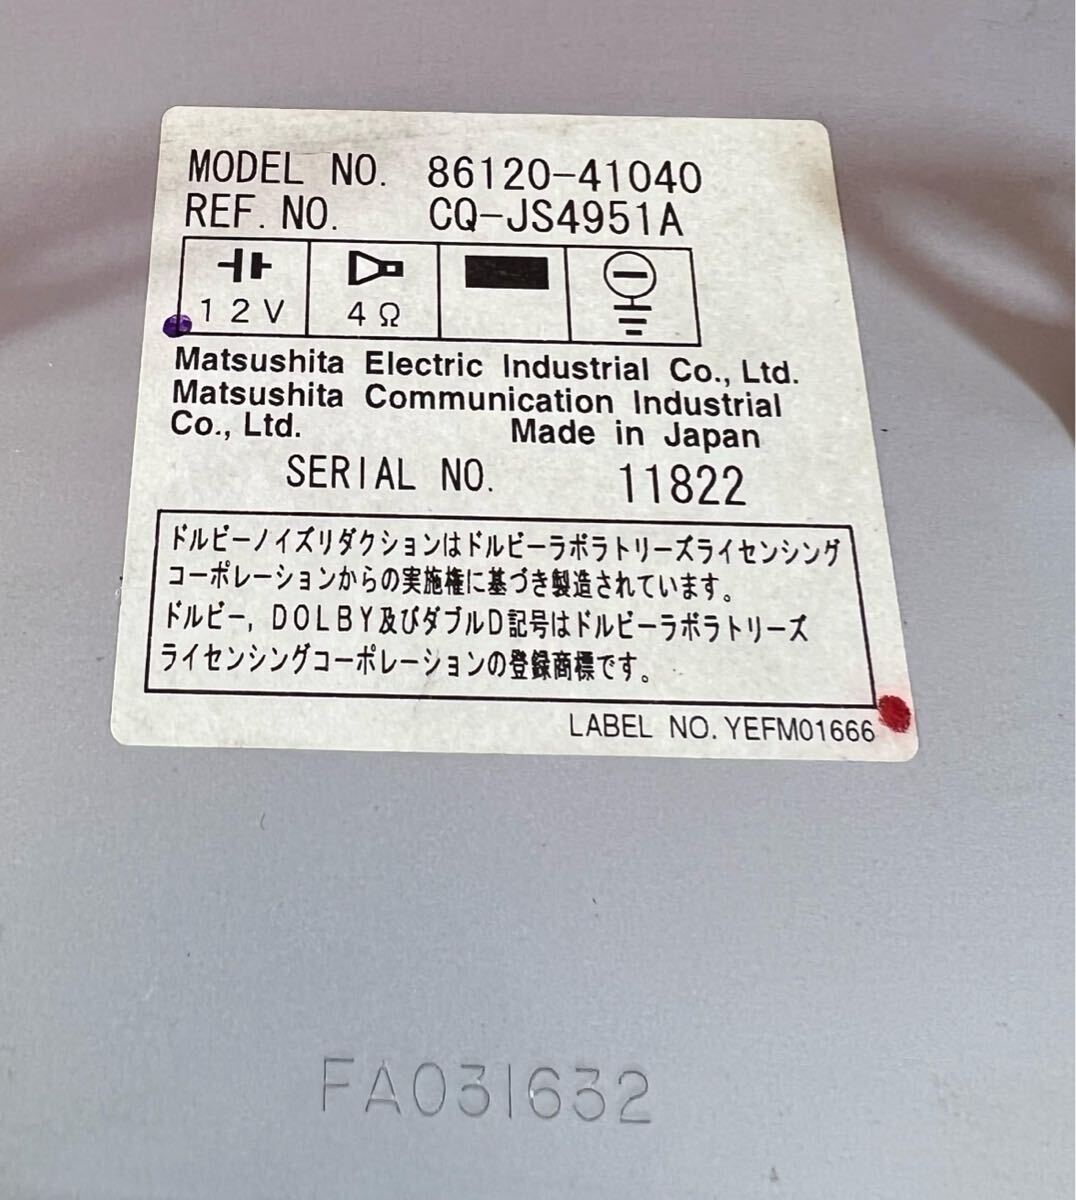 MODEL NO. 86120-41040
REF. NO. CQ-JS4951A
12V 4Ω
Matsushita Electric Industrial Co., Ltd.
Matsushita Communication Industrial
Co., Ltd. Made in Japan
SERIAL NO. 11822
ドルビーノイズリダクションはドルビーラボラトリーズライセンシング
コーポレーションからの実施権に基づき製造されています。
ドルビー, DOLBY及びダブルD記号はドルビーラボラトリーズ
ライセンシングコーポレーションの登録商標です。
LABEL NO. YEFM01666
FA031632